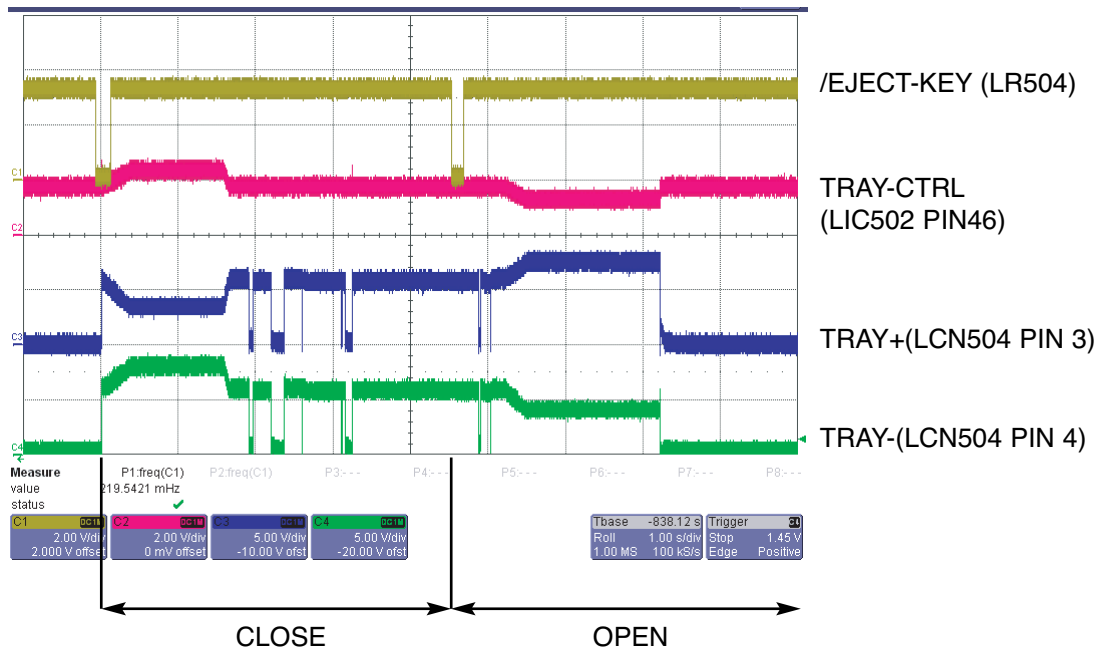 /EJECT-KEY (LR504)
C1
TRAY-CTRL
(LIC502 PIN46)
C2
C3
TRAY+(LCN504 PIN 3)
TRAY-(LCN504 PIN 4)
C4
Measure P1:freq(C1) P2:freq(C1) P3:--- P4:--- P5:--- P6:--- P7:--- P8:---
value 219.5421 mHz
status
C1 DC1M C2 DC1M C3 DC1M C4 DC1M
2.00 V/div 2.00 V/div 5.00 V/div 5.00 V/div
2.000 V offset 0 mV offset -10.00 V ofst -20.00 V ofst
Tbase -838.12 s Trigger C4
Roll 1.00 s/div Stop 1.45 V
1.00 MS 100 kS/s Edge Positive
CLOSE OPEN